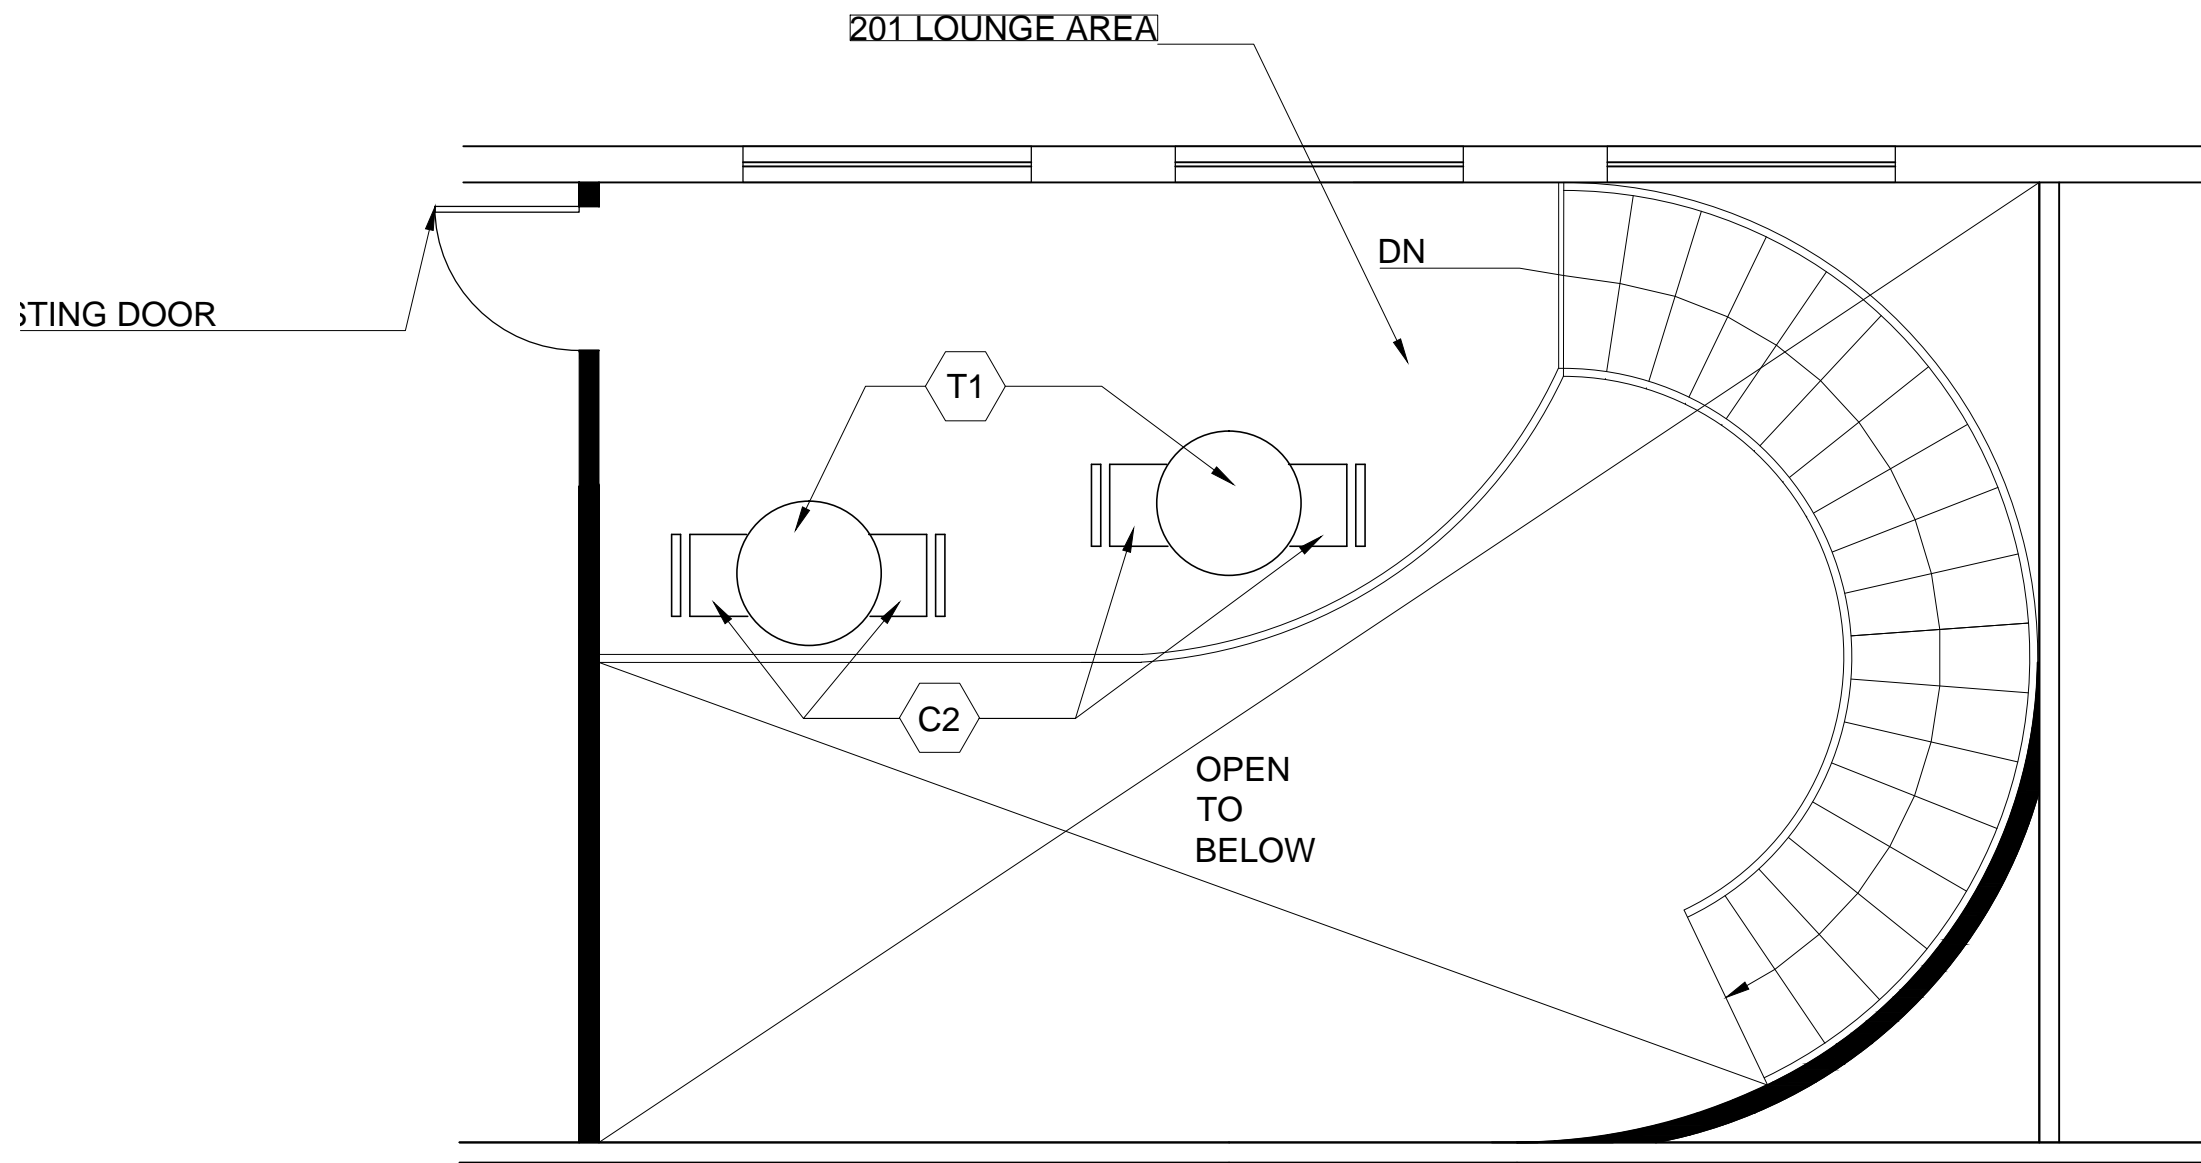 201 LOUNGE AREA
DN
STING DOOR
T1
C2
OPEN
TO
BELOW